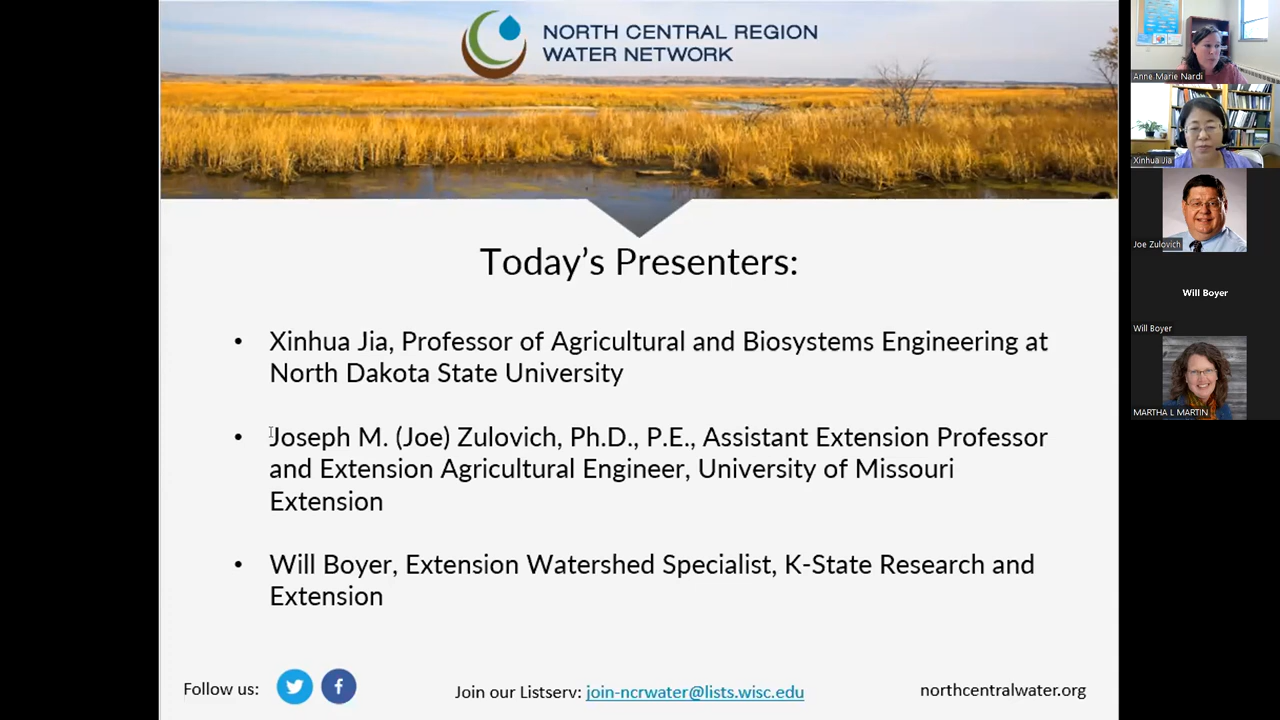 NORTH CENTRAL REGION
WATER NETWORK
Today's Presenters:
• Xinhua Jia, Professor of Agricultural and Biosystems Engineering at
North Dakota State University
• Joseph M. (Joe) Zulovich, Ph.D., P.E., Assistant Extension Professor
and Extension Agricultural Engineer, University of Missouri
Extension
• Will Boyer, Extension Watershed Specialist, K-State Research and
Extension
Follow us:
Join our Listserv: join-ncrwater@lists.wisc.edu
northcentralwater.org
Anne Marie Nardi
Xinhua Jia
Joe Zulovich
Will Boyer
Will Boyer
MARTHA L MARTIN